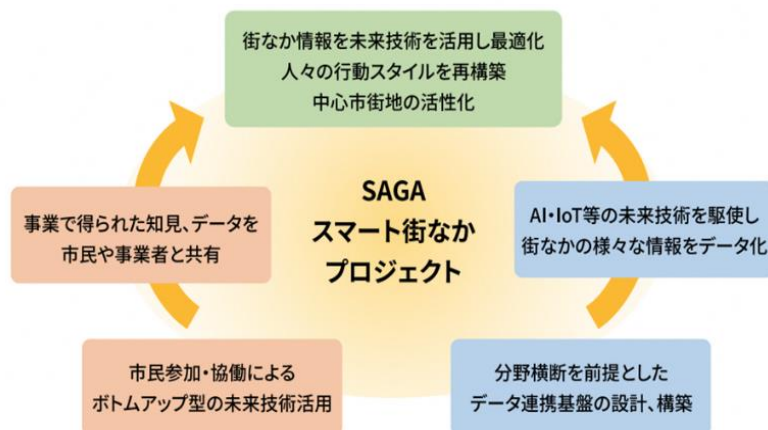 街なか情報を未来技術を活用し最適化
人々の行動スタイルを再構築
中心市街地の活性化
SAGA
スマート街なか
プロジェクト
事業で得られた知見、データを
市民や事業者と共有
AI・IoT等の未来技術を駆使し
街なかの様々な情報をデータ化
市民参加・協働による
ボトムアップ型の未来技術活用
分野横断を前提とした
データ連携基盤の設計、構築